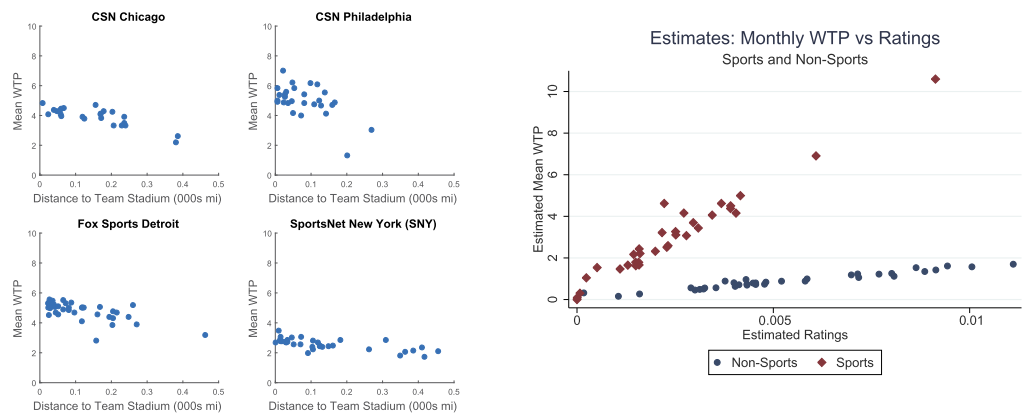 CSN Chicago
10
8
6
4
2
0
Mean WTP
0 0.1 0.2 0.3 0.4 0.5
Distance to Team Stadium (000s mi)
CSN Philadelphia
10
8
6
4
2
0
Mean WTP
0 0.1 0.2 0.3 0.4 0.5
Distance to Team Stadium (000s mi)
Fox Sports Detroit
10
8
6
4
2
0
Mean WTP
0 0.1 0.2 0.3 0.4 0.5
Distance to Team Stadium (000s mi)
SportsNet New York (SNY)
10
8
6
4
2
0
Mean WTP
0 0.1 0.2 0.3 0.4 0.5
Distance to Team Stadium (000s mi)
Estimates: Monthly WTP vs Ratings
Sports and Non-Sports
10
8
6
4
2
0
Estimated Mean WTP
0 0.005 0.01
Estimated Ratings
Non-Sports Sports